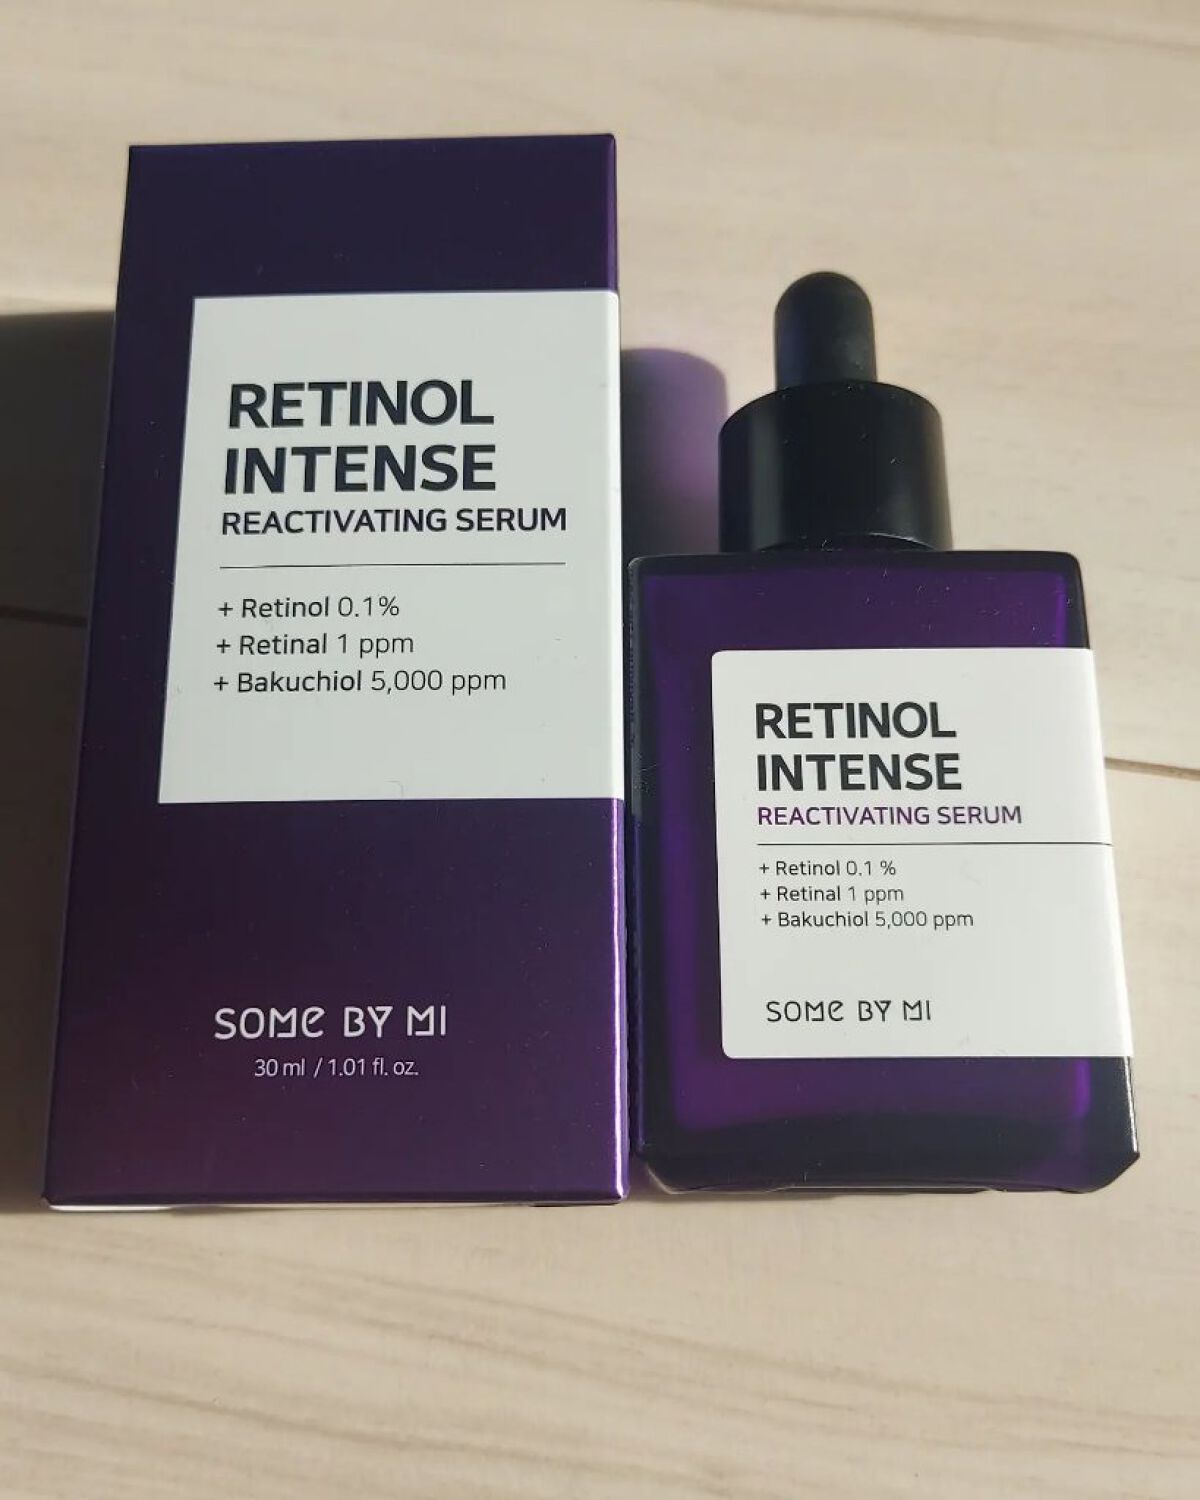 RETINOL
INTENSE
REACTIVATING SERUM
+ Retinol 0.1%
+ Retinal 1 ppm
+ Bakuchiol 5,000 ppm
SOME BY MI
30 ml / 1.01 fl. oz.
RETINOL
INTENSE
REACTIVATING SERUM
+ Retinol 0.1 %
+ Retinal 1 ppm
+ Bakuchiol 5,000 ppm
SOME BY MI